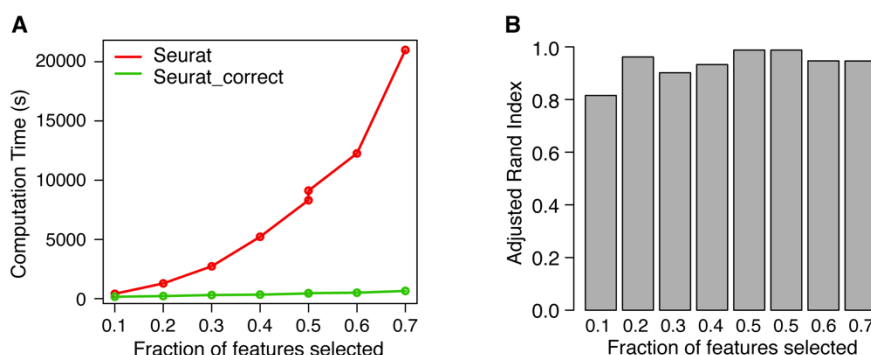 A
Seurat
Seurat_correct
Computation Time (s)
20000
15000
10000
5000
0
0.1 0.2 0.3 0.4 0.5 0.6 0.7
Fraction of features selected
B
Adjusted Rand Index
1.0
0.8
0.6
0.4
0.2
0.0
0.1 0.2 0.3 0.4 0.5 0.5 0.6 0.7
Fraction of features selected